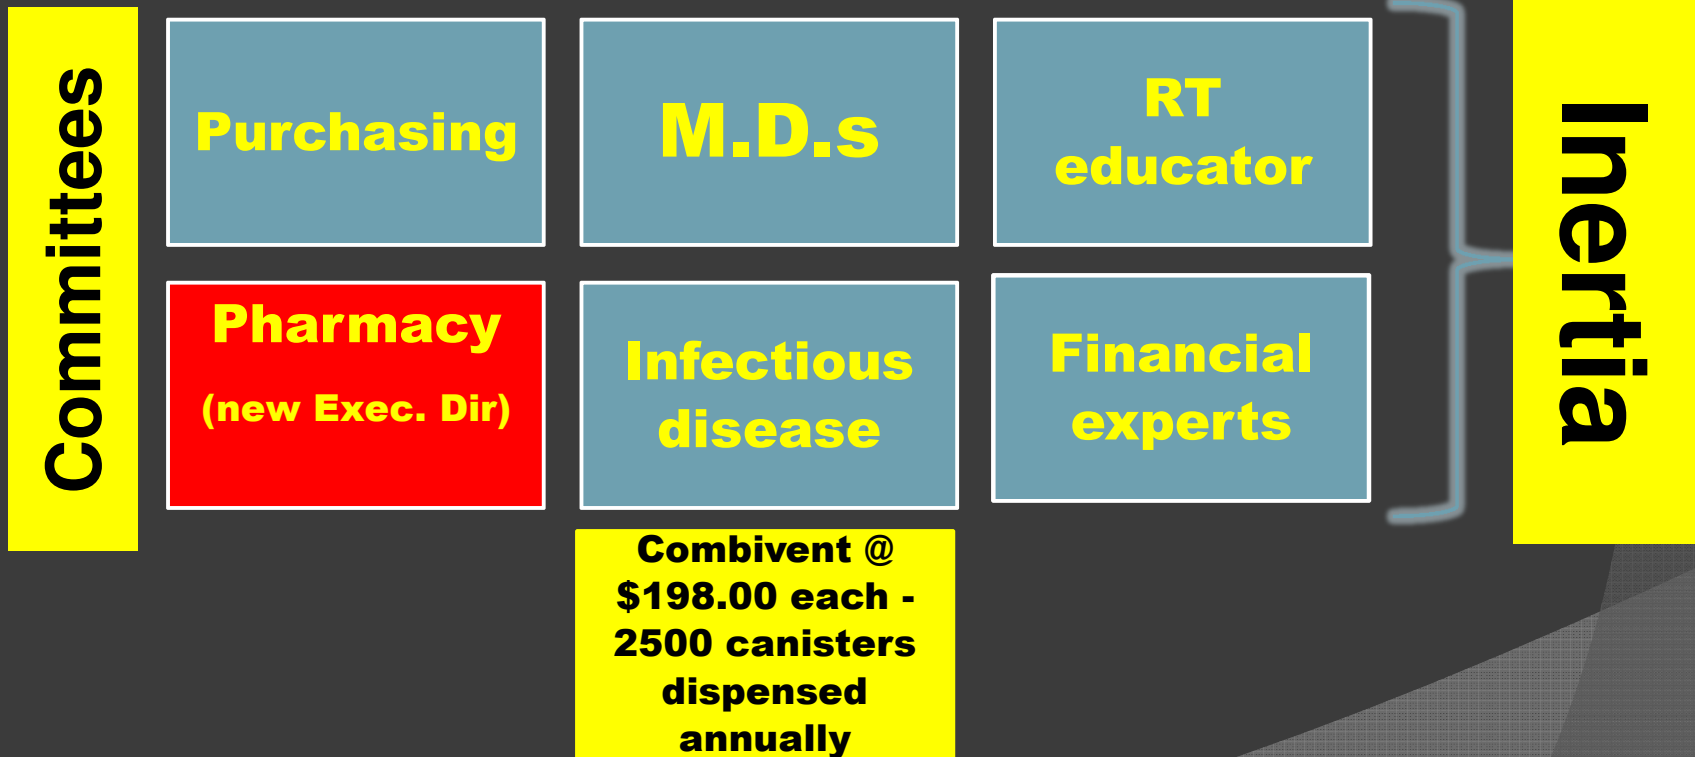 Committees
Purchasing
M.D.s
RT
educator
Pharmacy
(new Exec. Dir)
Infectious
disease
Financial
experts
Inertia
Combivent @
$198.00 each -
2500 canisters
dispensed
annually